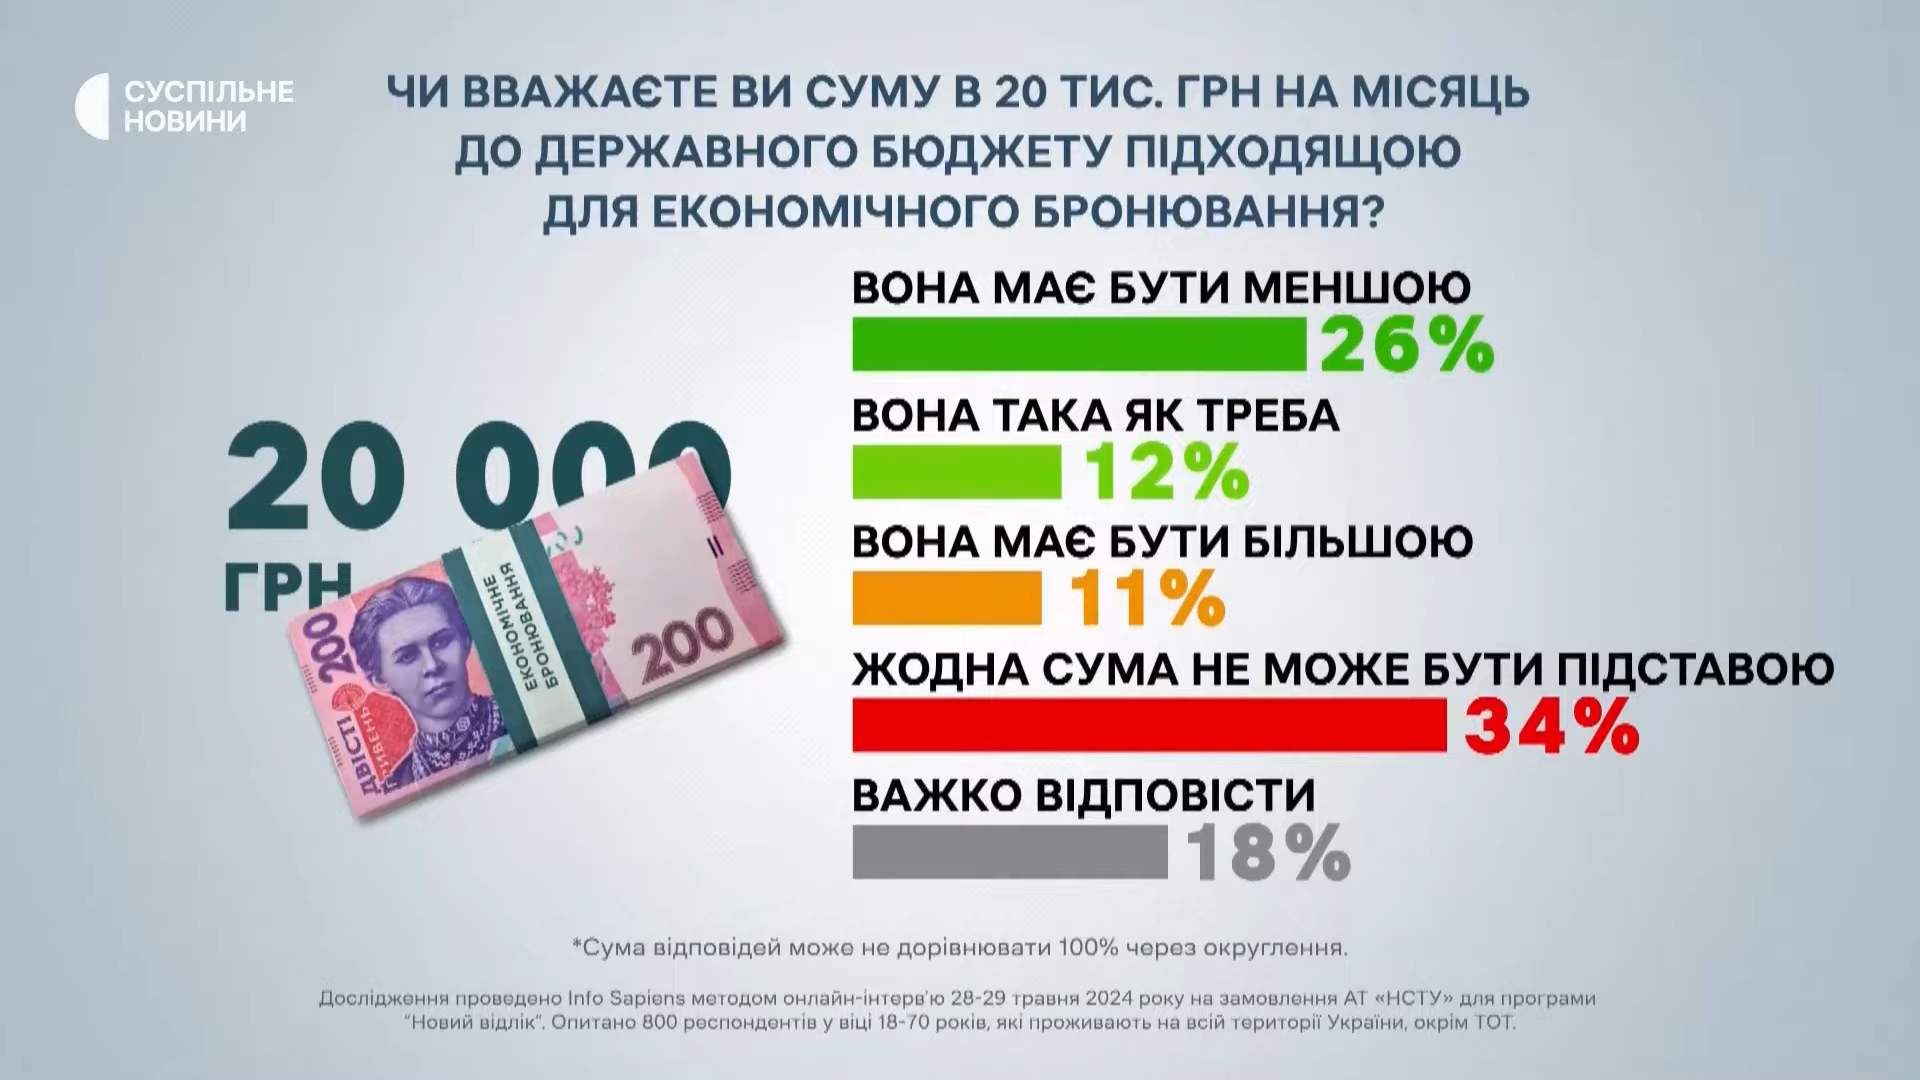 СУСПІЛЬНЕ
НОВИНИ
ЧИ ВВАЖАЄТЕ ВИ СУМУ В 20 ТИС. ГРН НА МІСЯЦЬ
ДО ДЕРЖАВНОГО БЮДЖЕТУ ПІДХОДЯЩОЮ
ДЛЯ ЕКОНОМІЧНОГО БРОНЮВАННЯ?
20 000
ГРН
200
ДВІСТІ
ГРИВЕНЬ
ЕКОНОМІЧНЕ
БРОНЮВАННЯ
200
ВОНА МАЄ БУТИ МЕНШОЮ
26%
ВОНА ТАКА ЯК ТРЕБА
12%
ВОНА МАЄ БУТИ БІЛЬШОЮ
11%
ЖОДНА СУМА НЕ МОЖЕ БУТИ ПІДСТАВОЮ
34%
ВАЖКО ВІДПОВІСТИ
18%
*Сума відповідей може не дорівнювати 100% через округлення.
Дослідження проведено Info Sapiens методом онлайн-інтерв'ю 28-29 травня 2024 року на замовлення АТ «НСТУ» для програми
"Новий відлік". Опитано 800 респондентів у віці 18-70 років, які проживають на всій території України, окрім ТОТ.